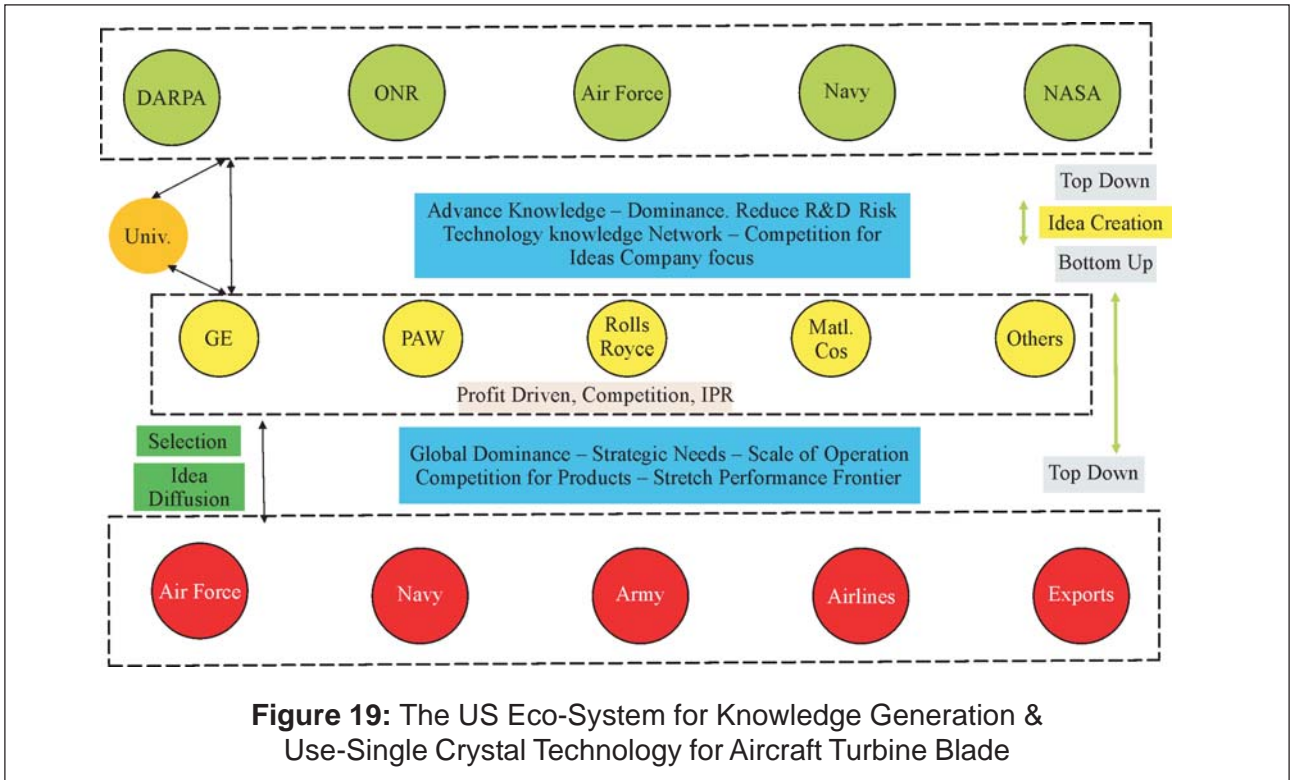 DARPA
ONR
Air Force
Navy
NASA
Top Down
Advance Knowledge – Dominance. Reduce R&D Risk
Technology knowledge Network – Competition for
Ideas Company focus
Univ.
Idea Creation
Bottom Up
GE
PAW
Rolls
Royce
Matl.
Cos
Others
Profit Driven, Competition, IPR
Selection
Idea
Diffusion
Global Dominance – Strategic Needs – Scale of Operation
Competition for Products – Stretch Performance Frontier
Top Down
Air Force
Navy
Army
Airlines
Exports
Figure 19: The US Eco-System for Knowledge Generation &
Use-Single Crystal Technology for Aircraft Turbine Blade